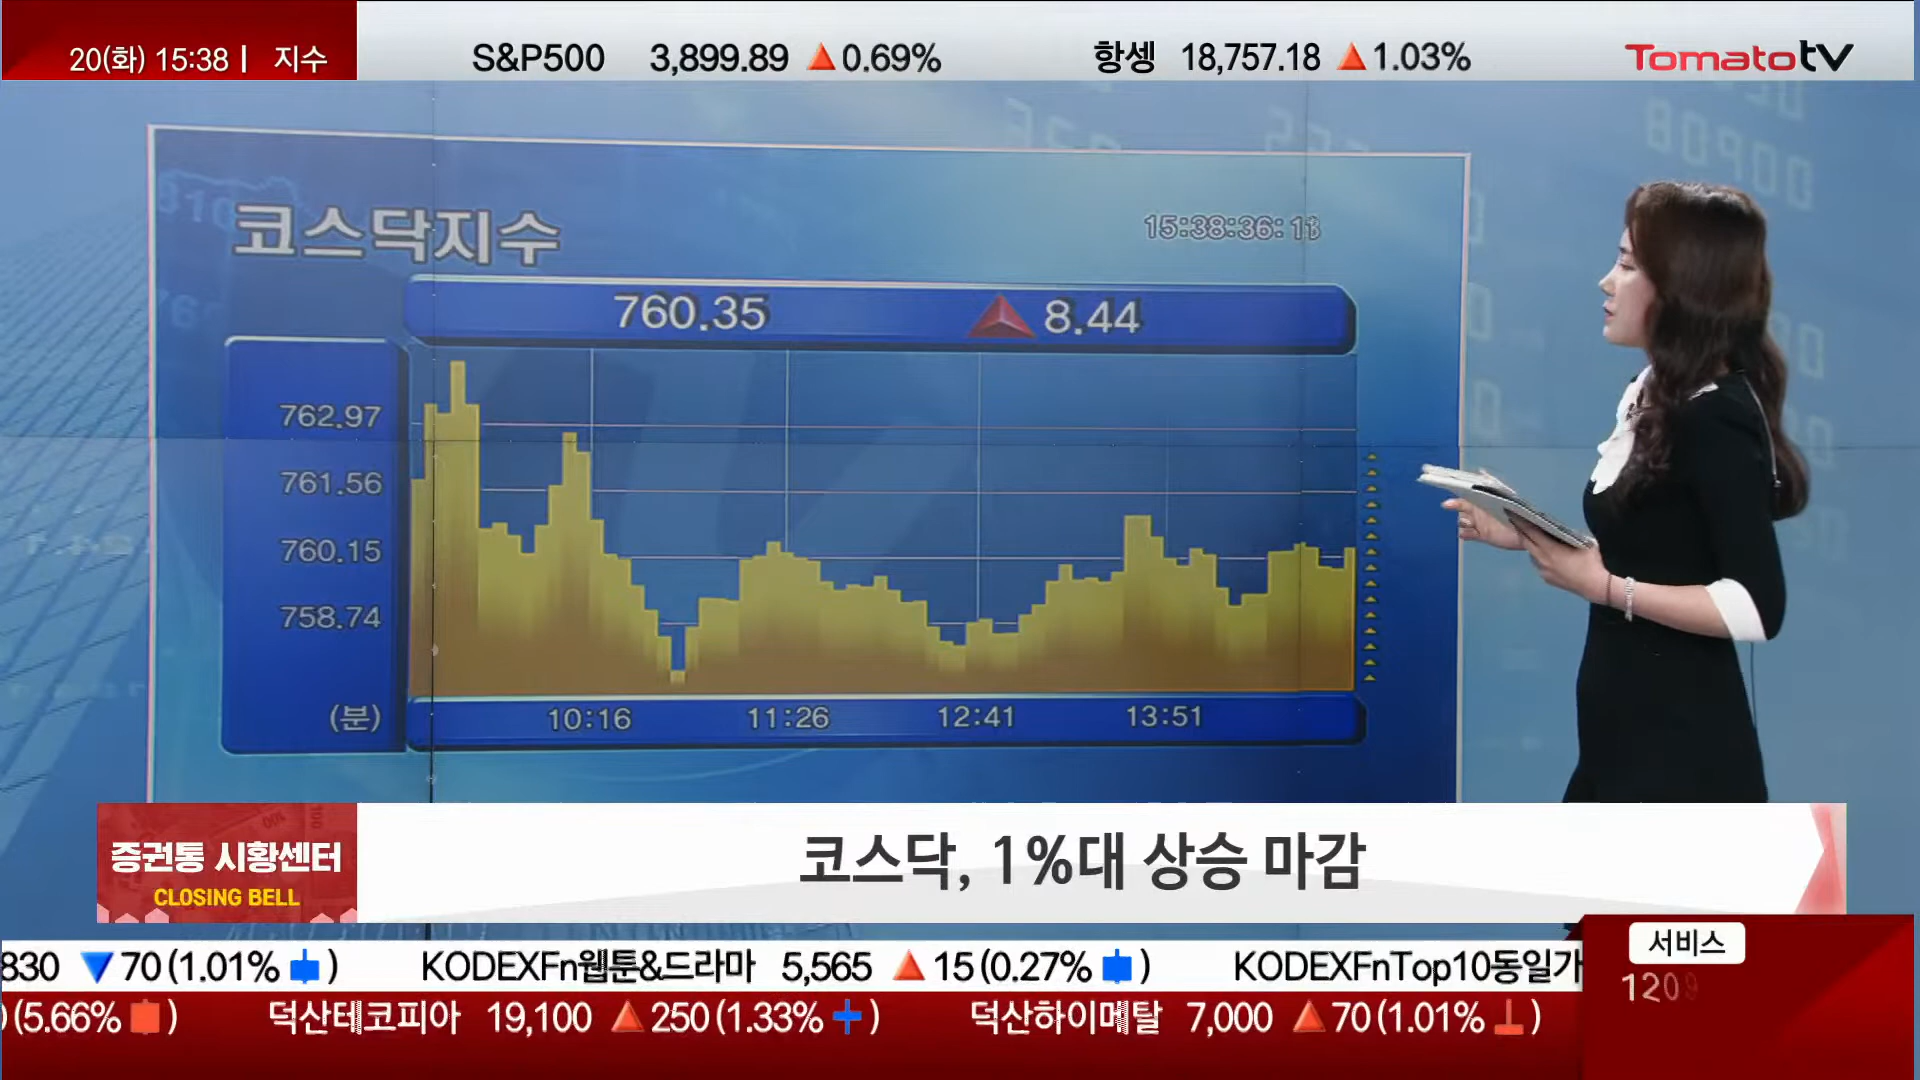 20(화) 15:38 | 지수
S&P500 3,899.89 ▲0.69% 항셍 18,757.18 ▲1.03%
Tomatotv
코스닥지수
15:38:36:
760.35 ▲ 8.44
762.97
761.56
760.15
758.74
(분) 10:16 11:26 12:41 13:51
증권통 시황센터
CLOSING BELL
코스닥, 1%대 상승 마감
830 ▼70(1.01% ) KODEXFn웹툰&드라마 5,565 ▲15(0.27% ) KODEXFnTop10동일가
서비스
120
)(5.66% ) 덕산테코피아 19,100 ▲250(1.33% ) 덕산하이메탈 7,000 ▲70(1.01% )